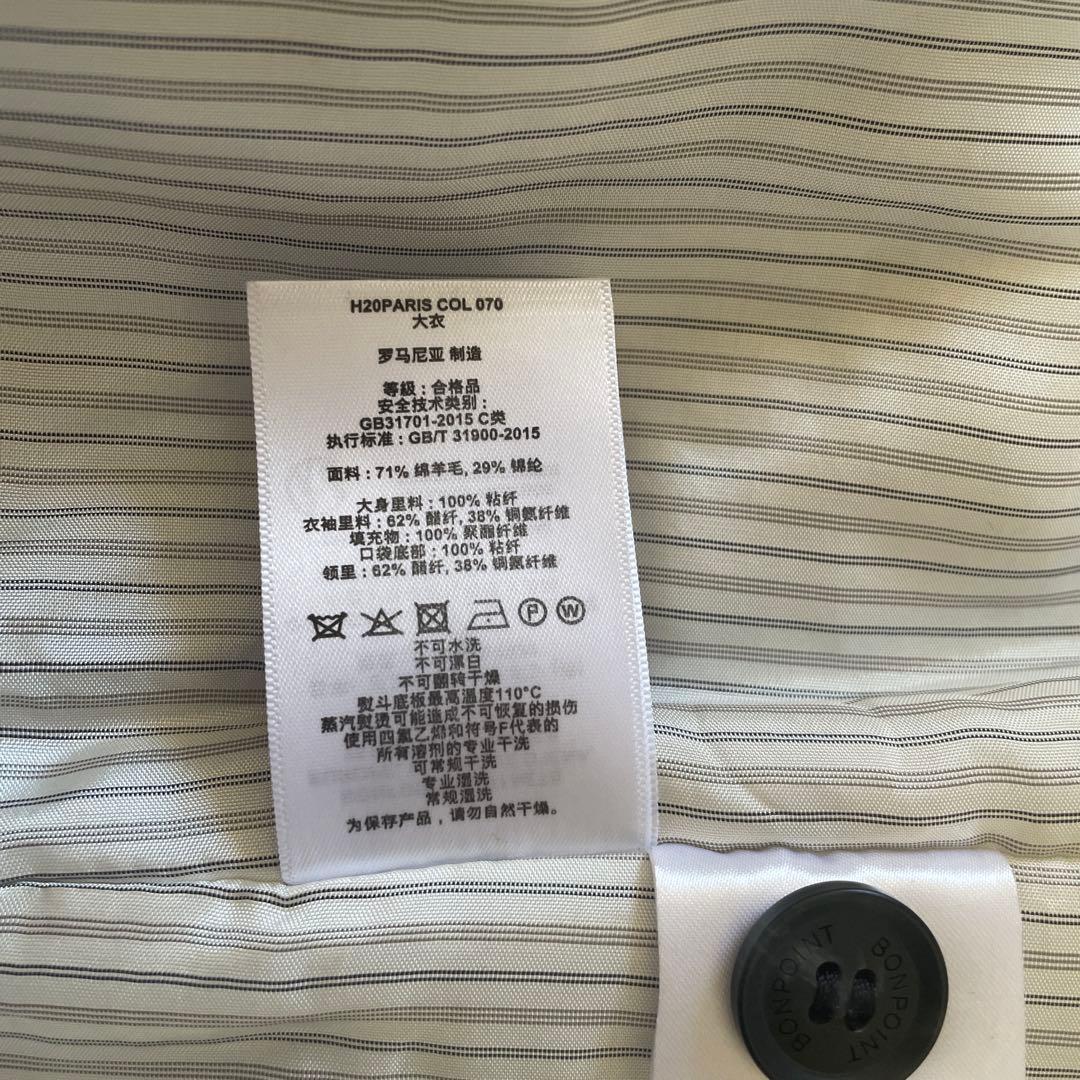 H20PARIS COL 070
大衣
罗马尼亚 制造
等級：合格品
安全技术类别：
GB31701-2015 C类
执行标准：GB/T 31900-2015
面料：71% 绵羊毛, 29% 锦纶
大身里料：100% 粘纤
衣袖里料：62% 醋纤, 38% 铜氨纤维
填充物：100% 聚酯纤维
口袋底部：100% 粘纤
领里：62% 醋纤, 38% 铜氨纤维
P W
不可水洗
不可漂白
不可翻转干燥
熨斗底板最高温度110°C
蒸汽熨烫可能造成不可恢复的损伤
使用四氯乙烯和符号F代表的
所有溶剂的专业干洗
可常规干洗
专业湿洗
常规湿洗
为保存产品，请勿自然干燥。
BONPOINT
BONPOINT